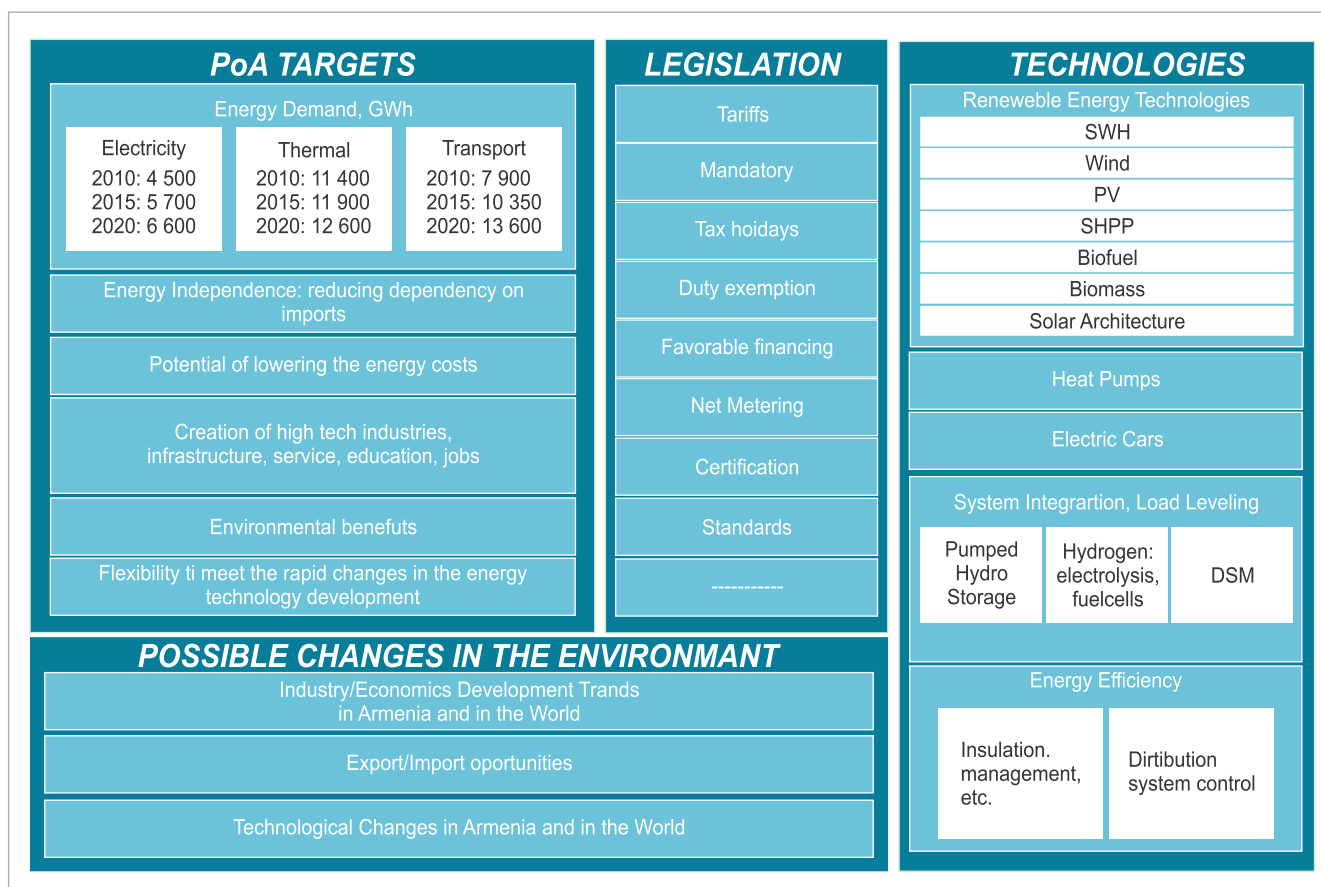 PoA TARGETS
Energy Demand, GWh
Electricity
2010: 4 500
2015: 5 700
2020: 6 600
Thermal
2010: 11 400
2015: 11 900
2020: 12 600
Transport
2010: 7 900
2015: 10 350
2020: 13 600
Energy Independence: reducing dependency on
imports
Potential of lowering the energy costs
Creation of high tech industries,
infrastructure, service, education, jobs
Environmental benefuts
Flexibility ti meet the rapid changes in the energy
technology development
LEGISLATION
Tariffs
Mandatory
Tax hoidays
Duty exemption
Favorable financing
Net Metering
Certification
Standards
-----------
POSSIBLE CHANGES IN THE ENVIRONMANT
Industry/Economics Development Trands
in Armenia and in the World
Export/Import oportunities
Technological Changes in Armenia and in the World
TECHNOLOGIES
Reneweble Energy Technologies
SWH
Wind
PV
SHPP
Biofuel
Biomass
Solar Architecture
Heat Pumps
Electric Cars
System Integrartion, Load Leveling
Pumped
Hydro
Storage
Hydrogen:
electrolysis,
fuelcells
DSM
Energy Efficiency
Insulation.
management,
etc.
Dirtibution
system control